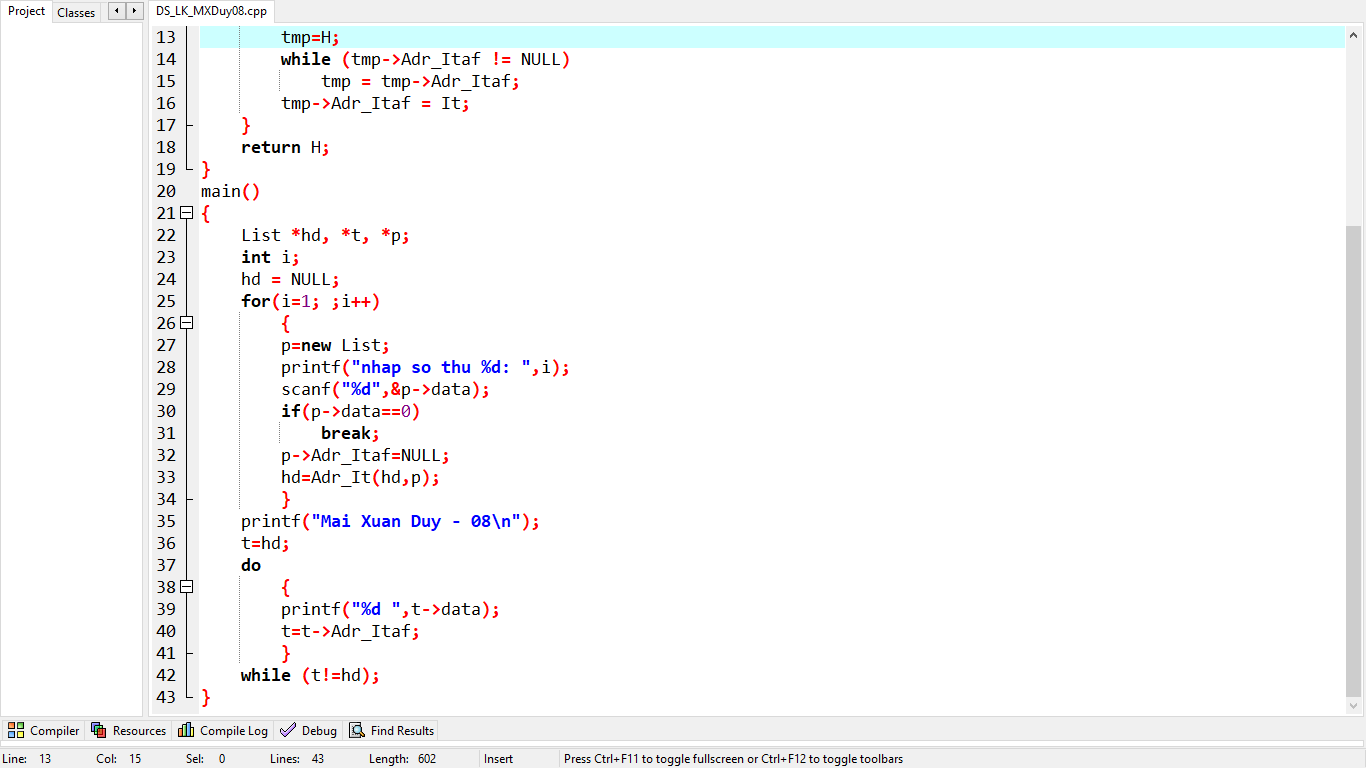 Project Classes DS_LK_MXDuy08.cpp
13 tmp=H;
14 while (tmp->Adr_Itaf != NULL)
15 tmp = tmp->Adr_Itaf;
16 tmp->Adr_Itaf = It;
17 }
18 return H;
19 }
20 main()
21 {
22 List *hd, *t, *p;
23 int i;
24 hd = NULL;
25 for(i=1; ;i++)
26 {
27 p=new List;
28 printf("nhap so thu %d: ",i);
29 scanf("%d",&p->data);
30 if(p->data==0)
31 break;
32 p->Adr_Itaf=NULL;
33 hd=Adr_It(hd,p);
34 }
35 printf("Mai Xuan Duy - 08\n");
36 t=hd;
37 do
38 {
39 printf("%d ",t->data);
40 t=t->Adr_Itaf;
41 }
42 while (t!=hd);
43 }
Compiler Resources Compile Log Debug Find Results
Line: 13 Col: 15 Sel: 0 Lines: 43 Length: 602 Insert Press Ctrl+F11 to toggle fullscreen or Ctrl+F12 to toggle toolbars